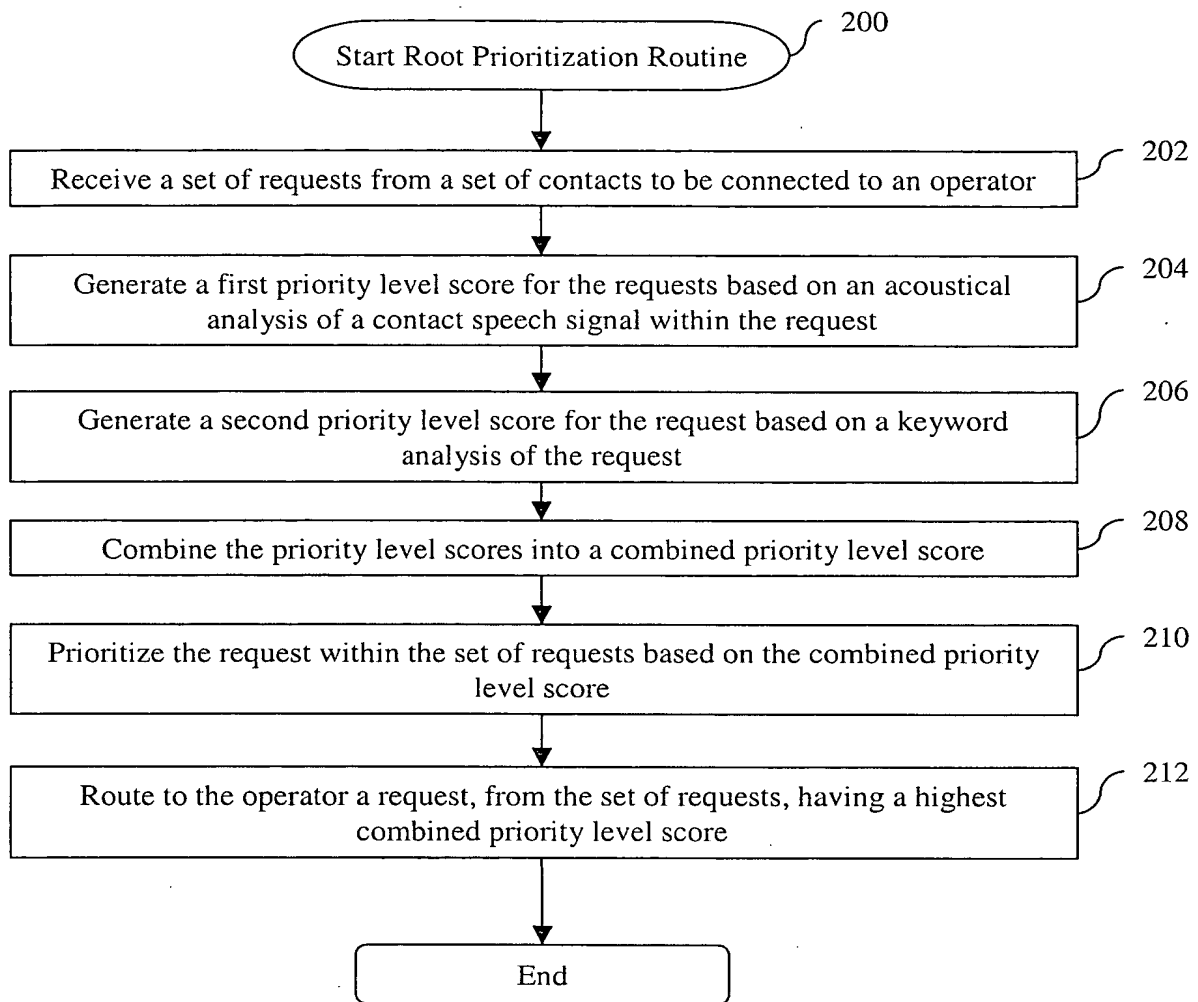 200
Start Root Prioritization Routine
202
Receive a set of requests from a set of contacts to be connected to an operator
204
Generate a first priority level score for the requests based on an acoustical
analysis of a contact speech signal within the request
206
Generate a second priority level score for the request based on a keyword
analysis of the request
208
Combine the priority level scores into a combined priority level score
210
Prioritize the request within the set of requests based on the combined priority
level score
212
Route to the operator a request, from the set of requests, having a highest
combined priority level score
End